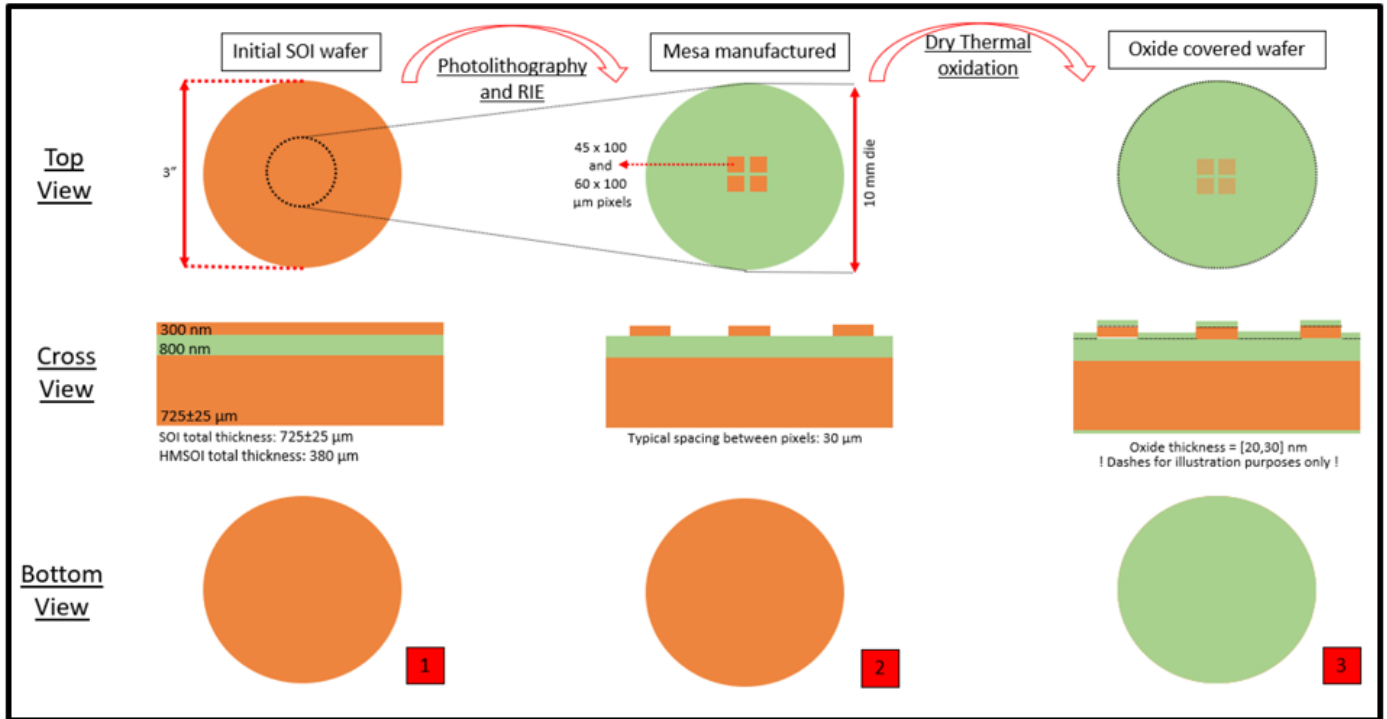 Initial SOI wafer
Photolithography
and RIE
Mesa manufactured
Dry Thermal
oxidation
Oxide covered wafer
Top
View
3″
45 x 100
and
60 x 100
µm pixels
10 mm die
Cross
View
300 nm
800 nm
725±25 µm
SOI total thickness: 725±25 µm
HMSOI total thickness: 380 µm
Typical spacing between pixels: 30 µm
Oxide thickness = [20,30] nm
! Dashes for illustration purposes only !
Bottom
View
1
2
3